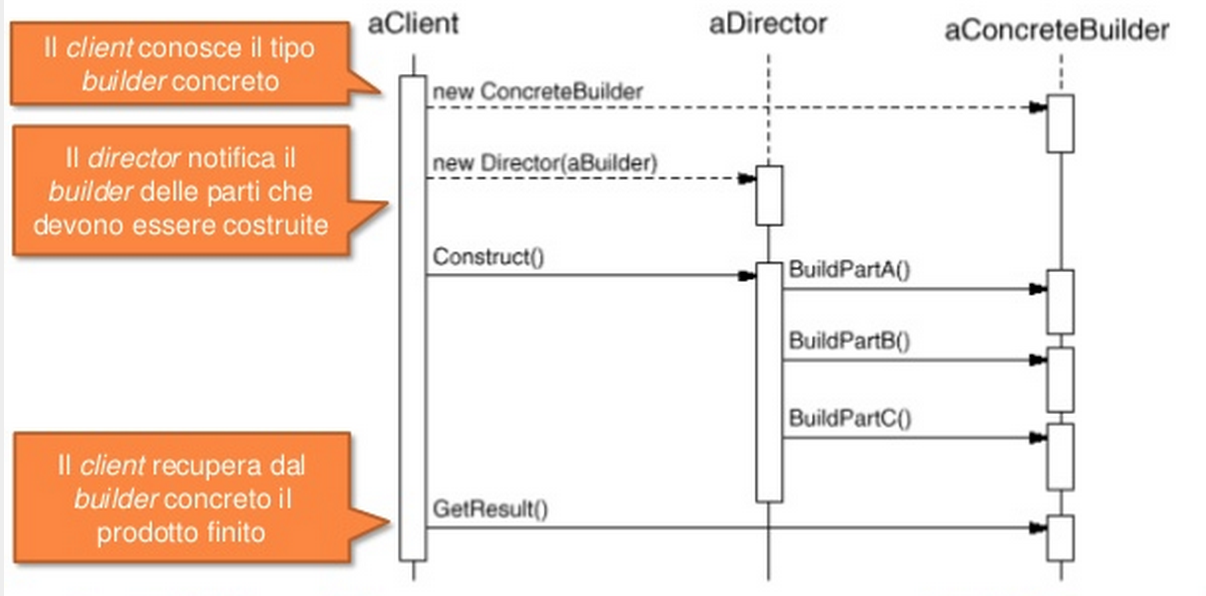 aClient
aDirector
aConcreteBuilder
Il client conosce il tipo
builder concreto
new ConcreteBuilder
Il director notifica il
builder delle parti che
devono essere costruite
new Director(aBuilder)
Construct()
BuildPartA()
BuildPartB()
BuildPartC()
Il client recupera dal
builder concreto il
prodotto finito
GetResult()